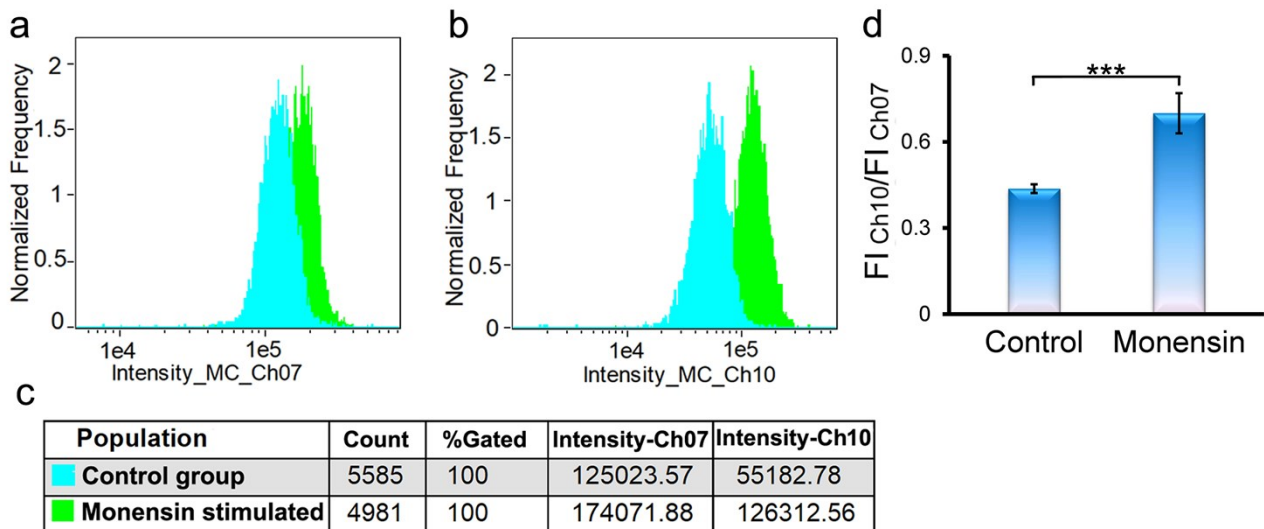 a
Normalized Frequency
2
1.5
1
0.5
0
1e4 1e5
Intensity_MC_Ch07
b
Normalized Frequency
2
1.5
1
0.5
0
1e4 1e5
Intensity_MC_Ch10
d
FI Ch10/FI Ch07
0.9
0.6
0.3
0
***
Control Monensin
c
Population Count %Gated Intensity-Ch07 Intensity-Ch10
Control group 5585 100 125023.57 55182.78
Monensin stimulated 4981 100 174071.88 126312.56